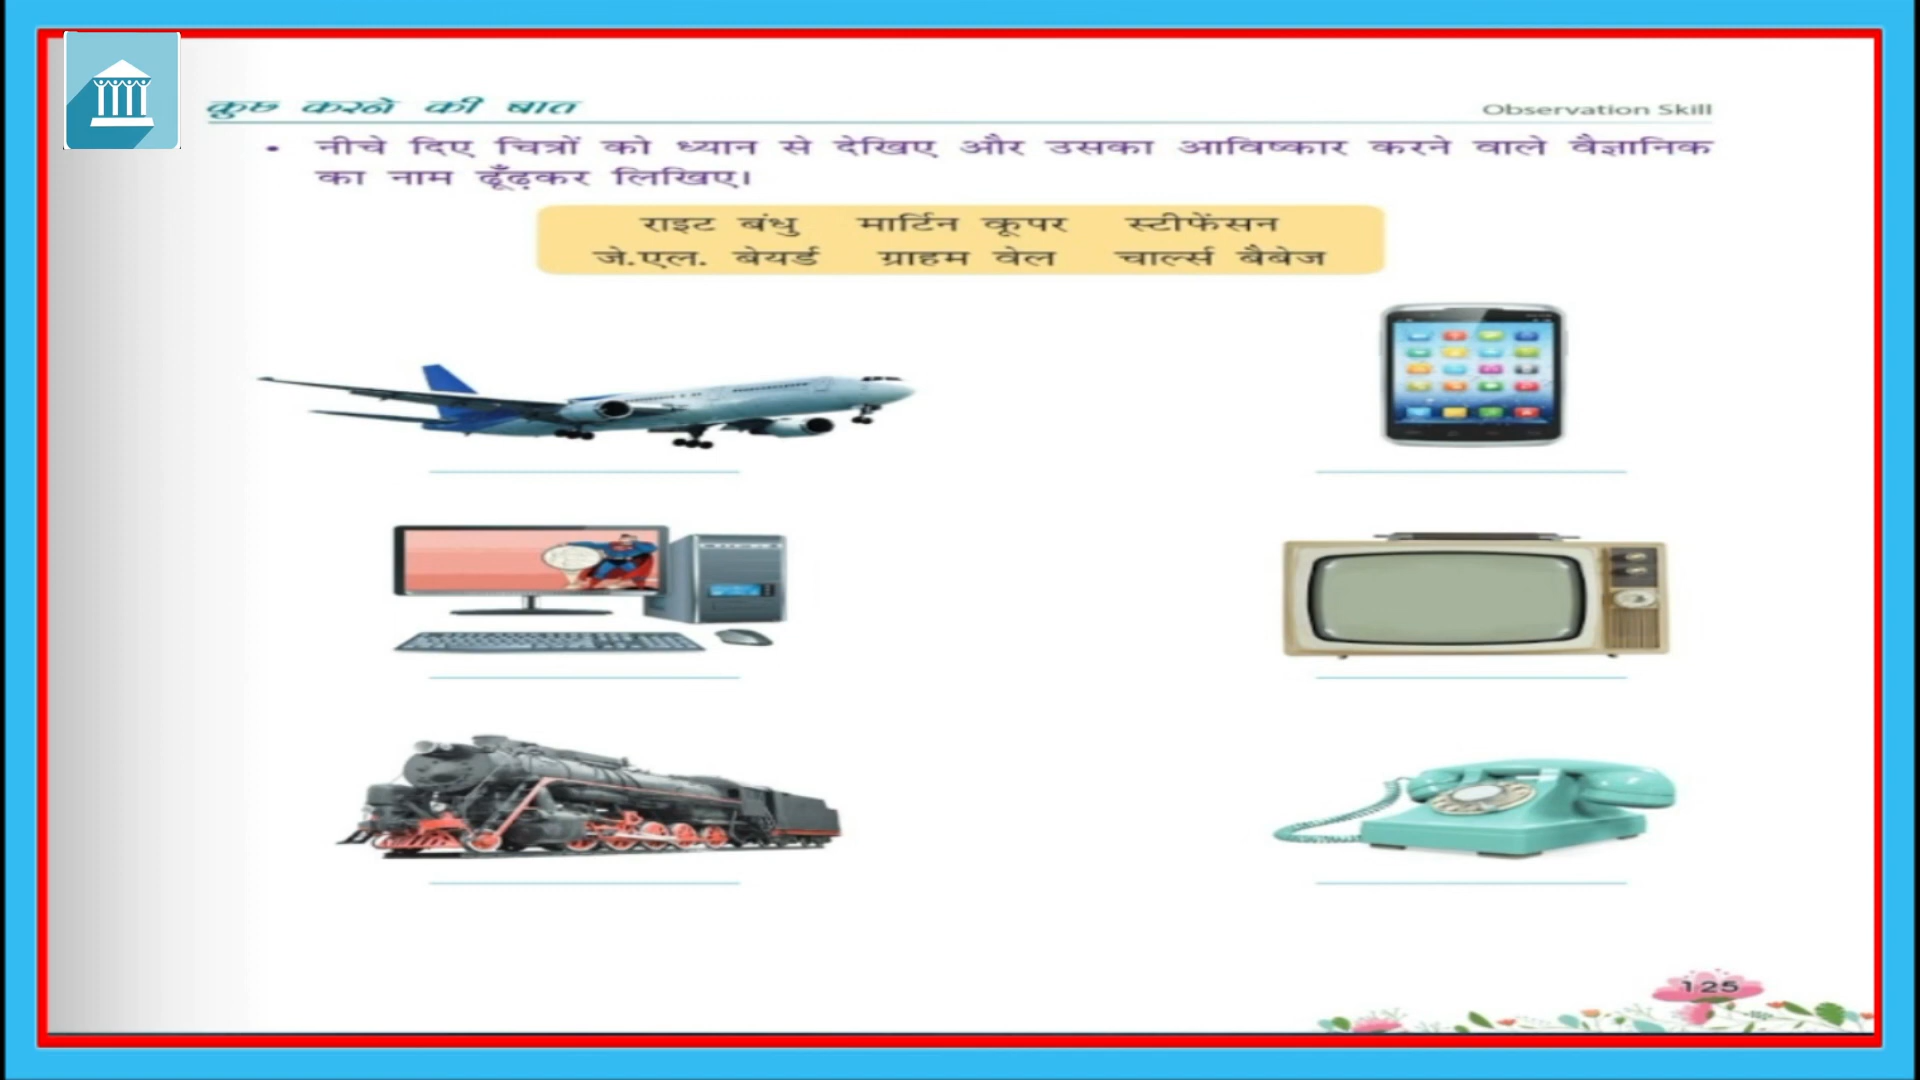 कुछ करने की बात
Observation Skill
• नीचे दिए चित्रों को ध्यान से देखिए और उसका आविष्कार करने वाले वैज्ञानिक
का नाम ढूँढ़कर लिखिए।
राइट बंधु मार्टिन कूपर स्टीफेंसन
जे.एल. बेयर्ड ग्राहम वेल चार्ल्स बैबेज
125